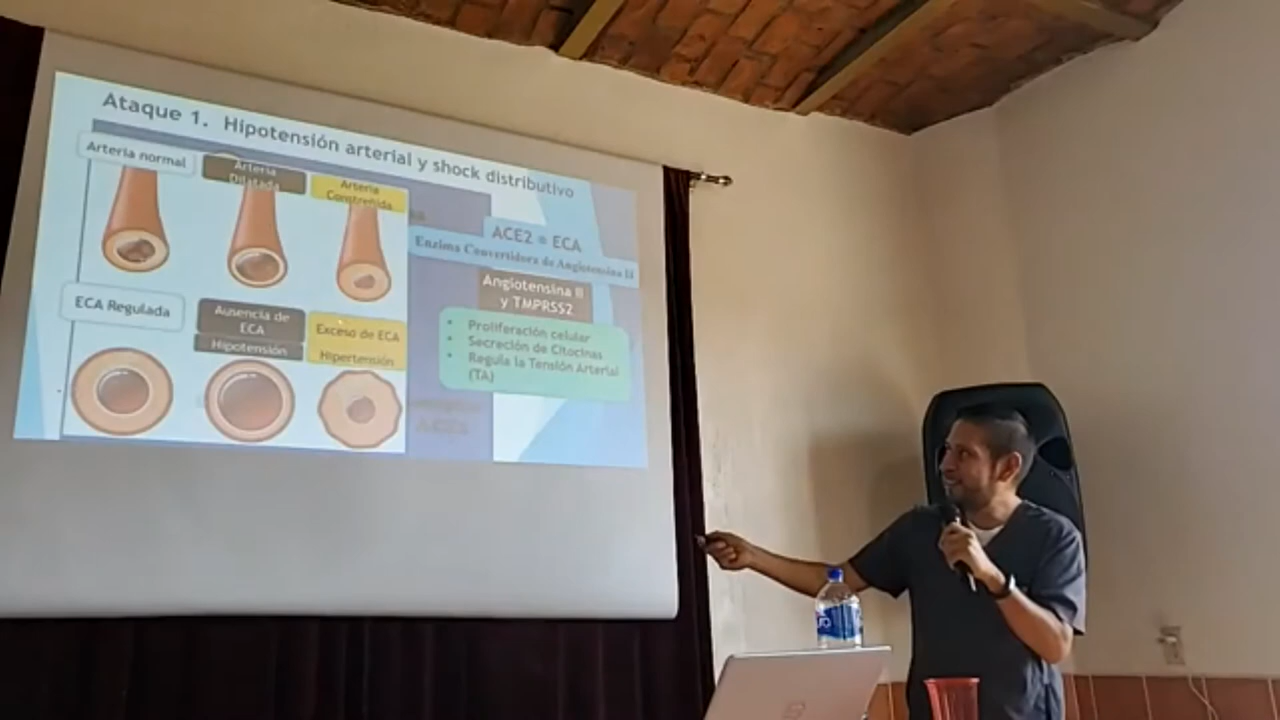 Ataque 1. Hipotensión arterial y shock distributivo
Arteria normal
Arteria
Dilatada
Arteria
Constreñida
ACE2 = ECA
Enzima Convertidora de Angiotensina II
Angiotensina II
y TMPRSS2
• Proliferación celular
• Secreción de Citocinas
• Regula la Tensión Arterial
(TA)
ECA Regulada
Ausencia de
ECA
Hipotensión
Exceso de ECA
Hipertensión